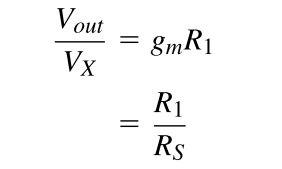 V_out / V_X = g_m R_1
= R_1 / R_S